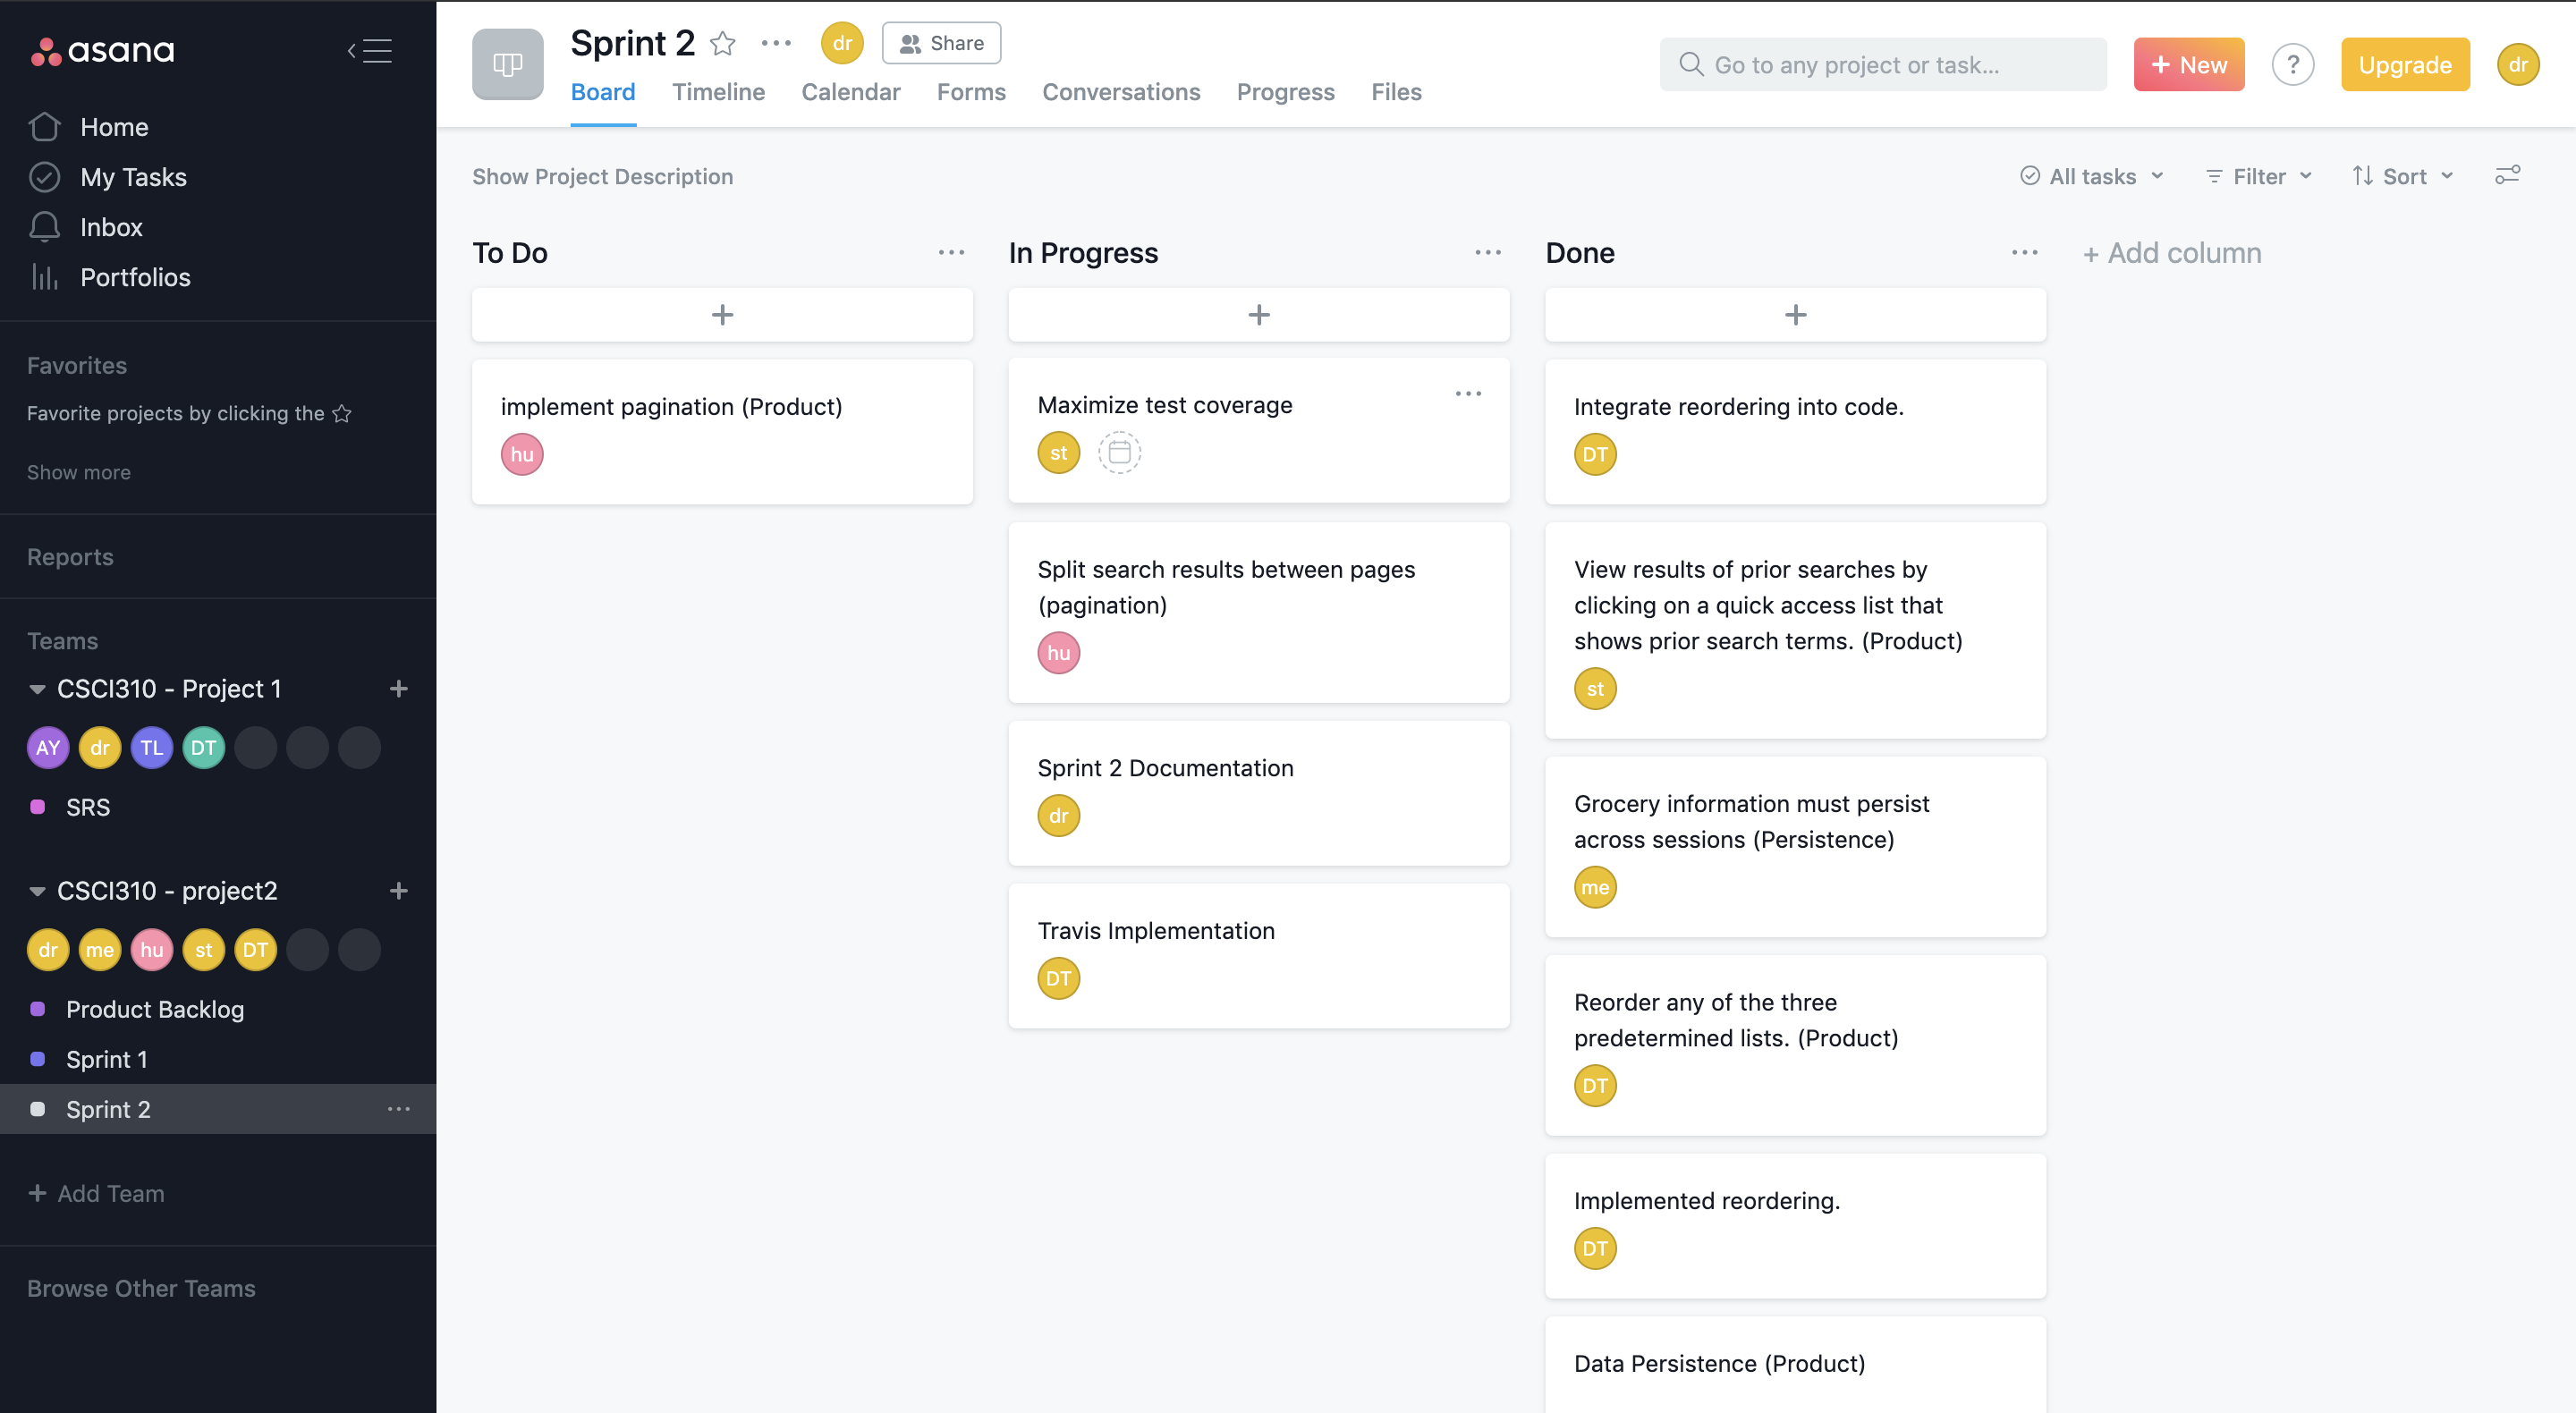 asana
Home
My Tasks
Inbox
Portfolios
Favorites
Favorite projects by clicking the
Show more
Reports
Teams
CSCI310 - Project 1
AY dr TL DT
SRS
CSCI310 - project2
dr me hu st DT
Product Backlog
Sprint 1
Sprint 2
+ Add Team
Browse Other Teams
Sprint 2
dr
Share
Board Timeline Calendar Forms Conversations Progress Files
Go to any project or task...
+ New
?
Upgrade
dr
Show Project Description
All tasks
Filter
Sort
To Do
+
implement pagination (Product)
hu
In Progress
+
Maximize test coverage
st
Split search results between pages
(pagination)
hu
Sprint 2 Documentation
dr
Travis Implementation
DT
Done
+
Integrate reordering into code.
DT
View results of prior searches by
clicking on a quick access list that
shows prior search terms. (Product)
st
Grocery information must persist
across sessions (Persistence)
me
Reorder any of the three
predetermined lists. (Product)
DT
Implemented reordering.
DT
Data Persistence (Product)
+ Add column